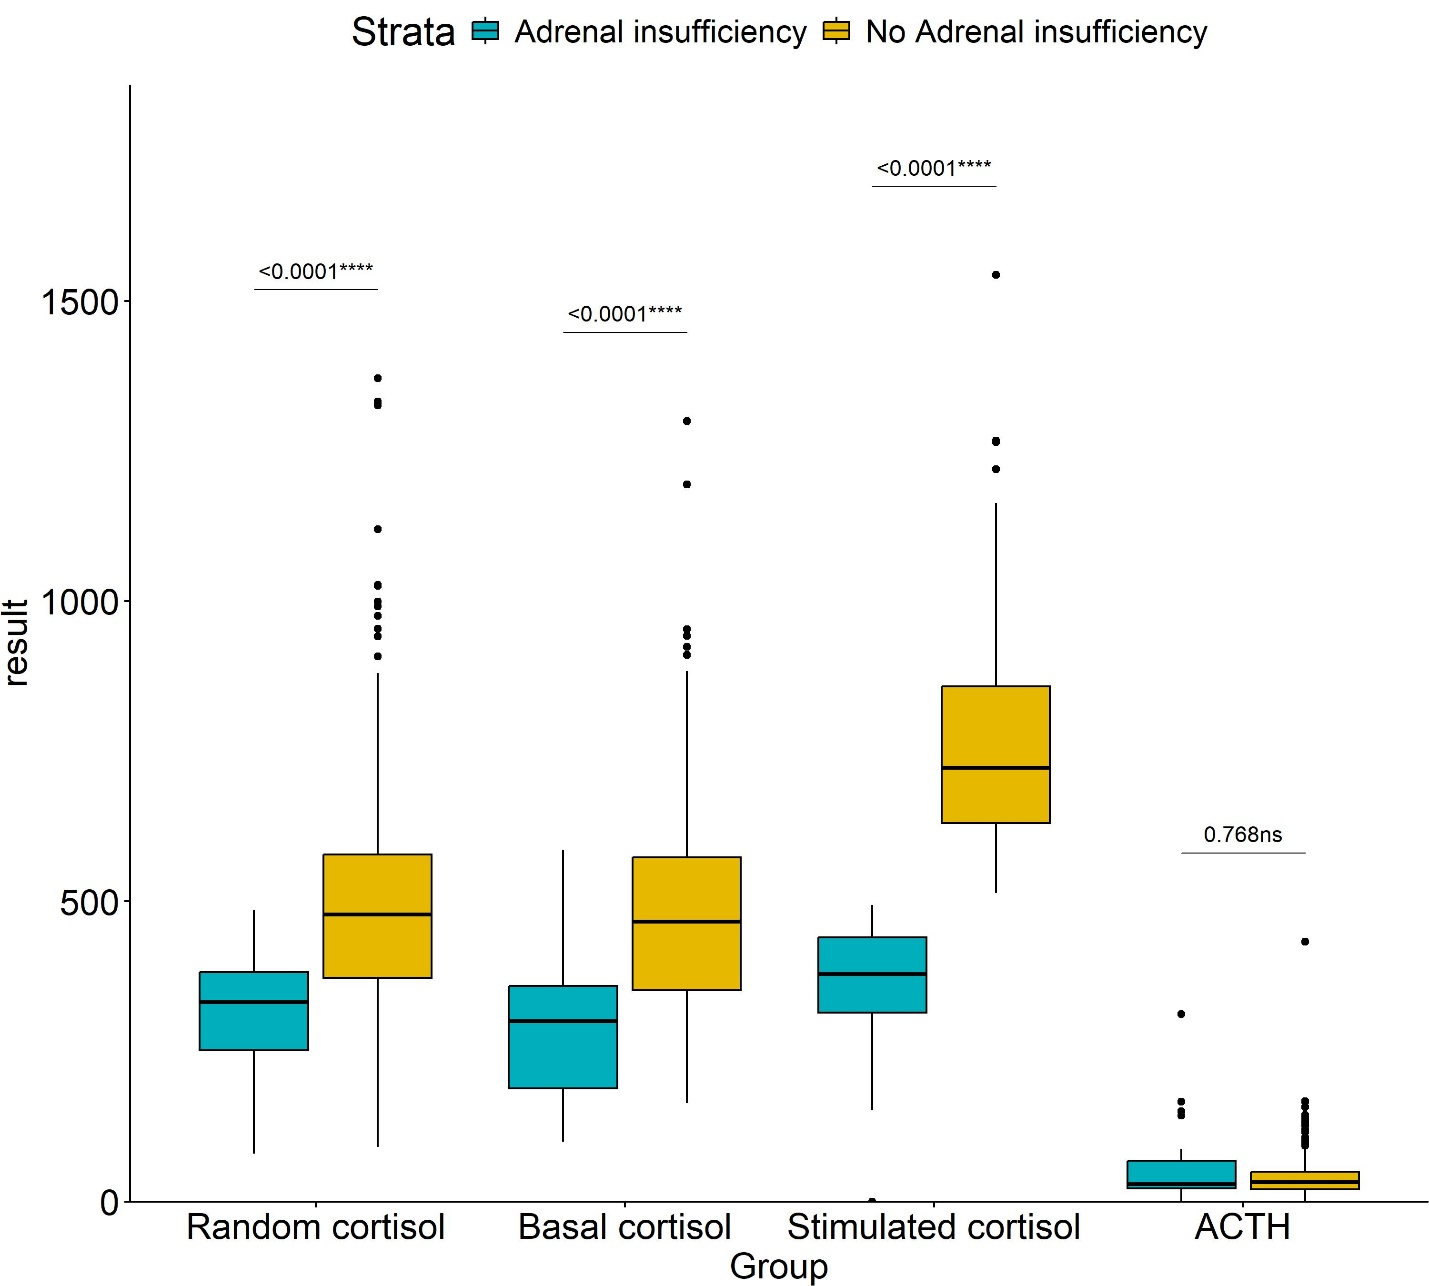 Strata Adrenal insufficiency No Adrenal insufficiency
<0.0001****
<0.0001****
<0.0001****
0.768ns
1500
1000
500
0
result
Random cortisol Basal cortisol Stimulated cortisol ACTH
Group